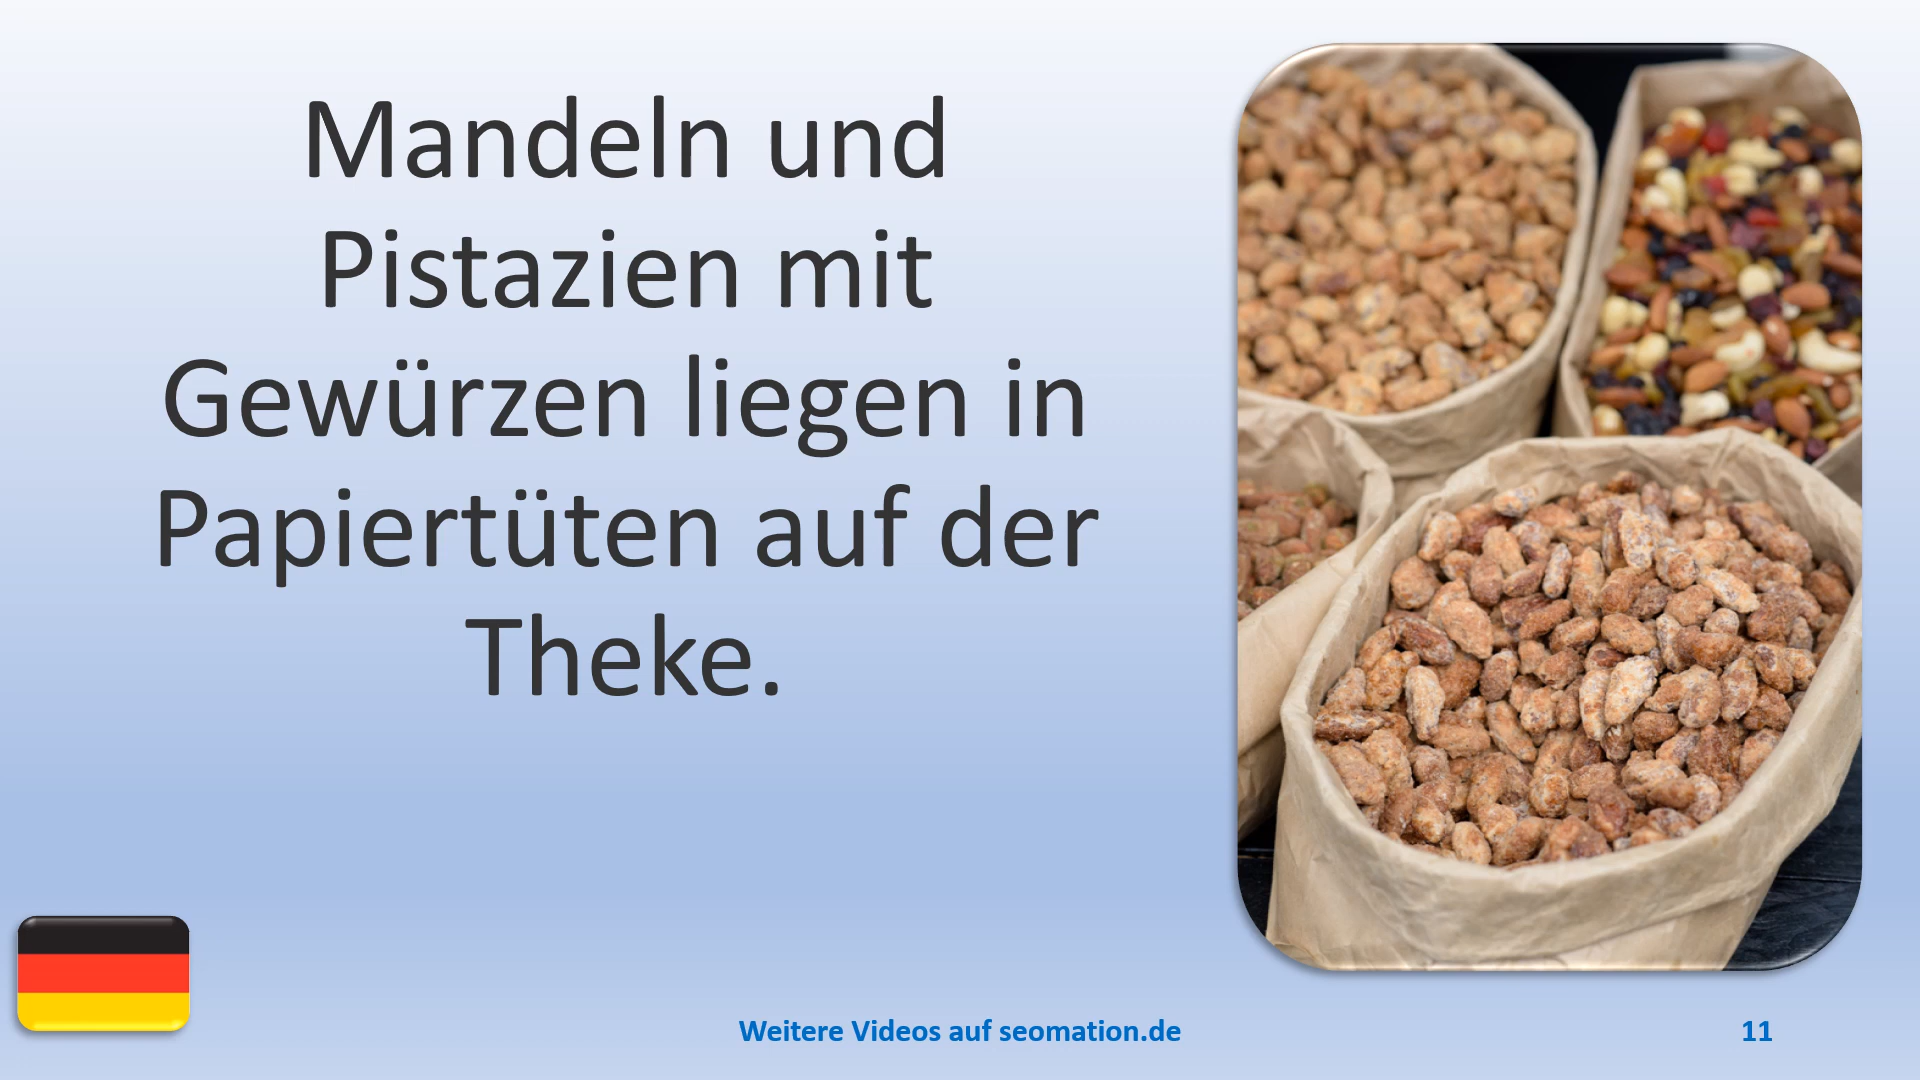 Mandeln und
Pistazien mit
Gewürzen liegen in
Papiertüten auf der
Theke.
Weitere Videos auf seomation.de
11